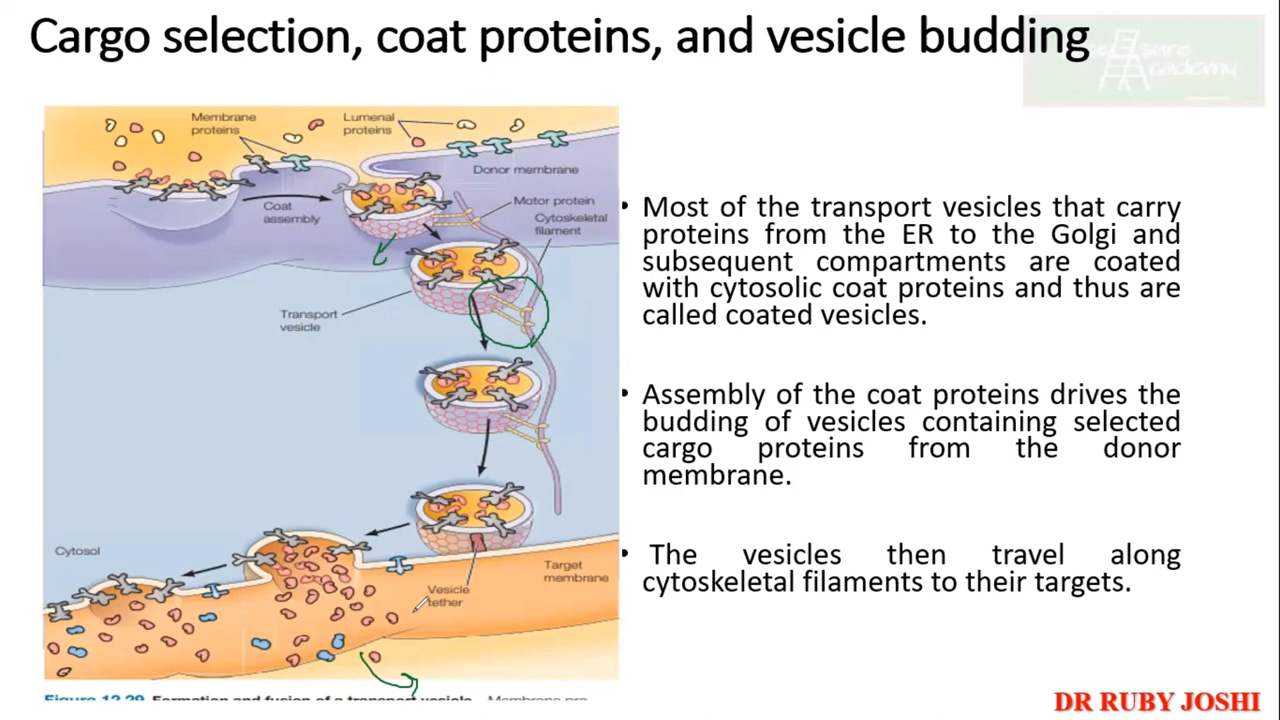 Cargo selection, coat proteins, and vesicle budding
Membrane
proteins
Lumenal
proteins
Donor membrane
Coat
assembly
Motor protein
Cytoskeletal
filament
Transport
vesicle
Cytosol
Target
membrane
Vesicle
tether
Figure 12.29 Formation and fusion of a transport vesicle. Membrane pro-
• Most of the transport vesicles that carry
proteins from the ER to the Golgi and
subsequent compartments are coated
with cytosolic coat proteins and thus are
called coated vesicles.
• Assembly of the coat proteins drives the
budding of vesicles containing selected
cargo proteins from the donor
membrane.
• The vesicles then travel along
cytoskeletal filaments to their targets.
DR RUBY JOSHI